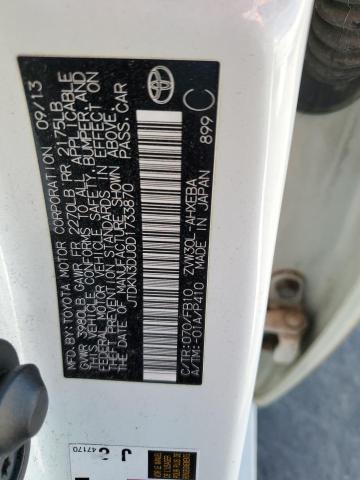 MFD.BY:TOYOTA MOTOR CORPORATION 09/13
GVWR 3980LB GAWR FR 2270LB RR 2175LB
THIS VEHICLE CONFORMS TO ALL APPLICABLE
FEDERAL MOTOR VEHICLE SAFETY, BUMPER, AND
THEFT PREVENTION STANDARDS IN EFFECT ON
THE DATE OF MANUFACTURE SHOWN ABOVE.
JTDKN3DU0D1733870 PASS.CAR
C/TR:070/FB10 ZVW30L-AHXEBA
A/TM:-01A/P410 MADE IN JAPAN 899 C
TOYOTA
J
47170